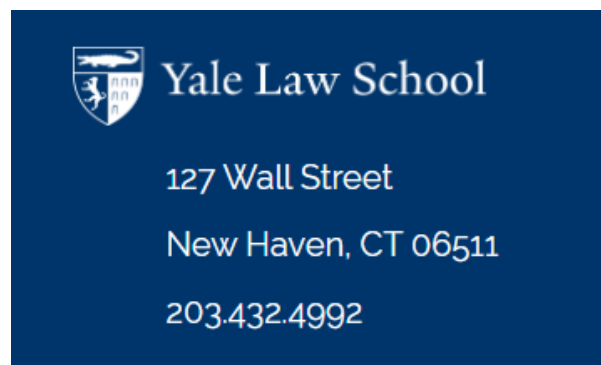 Yale Law School
127 Wall Street
New Haven, CT 06511
203.432.4992